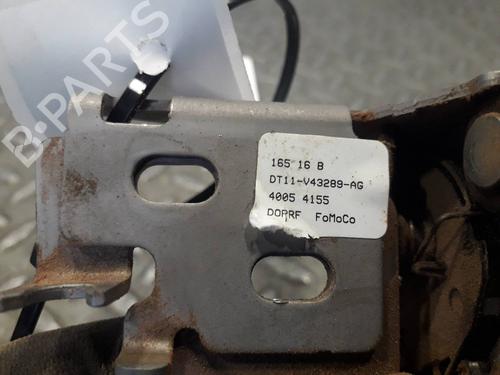 B-PARTS
165 16 B
DT11-V43289-AG
4005 4155
DOPRF FoMoCo